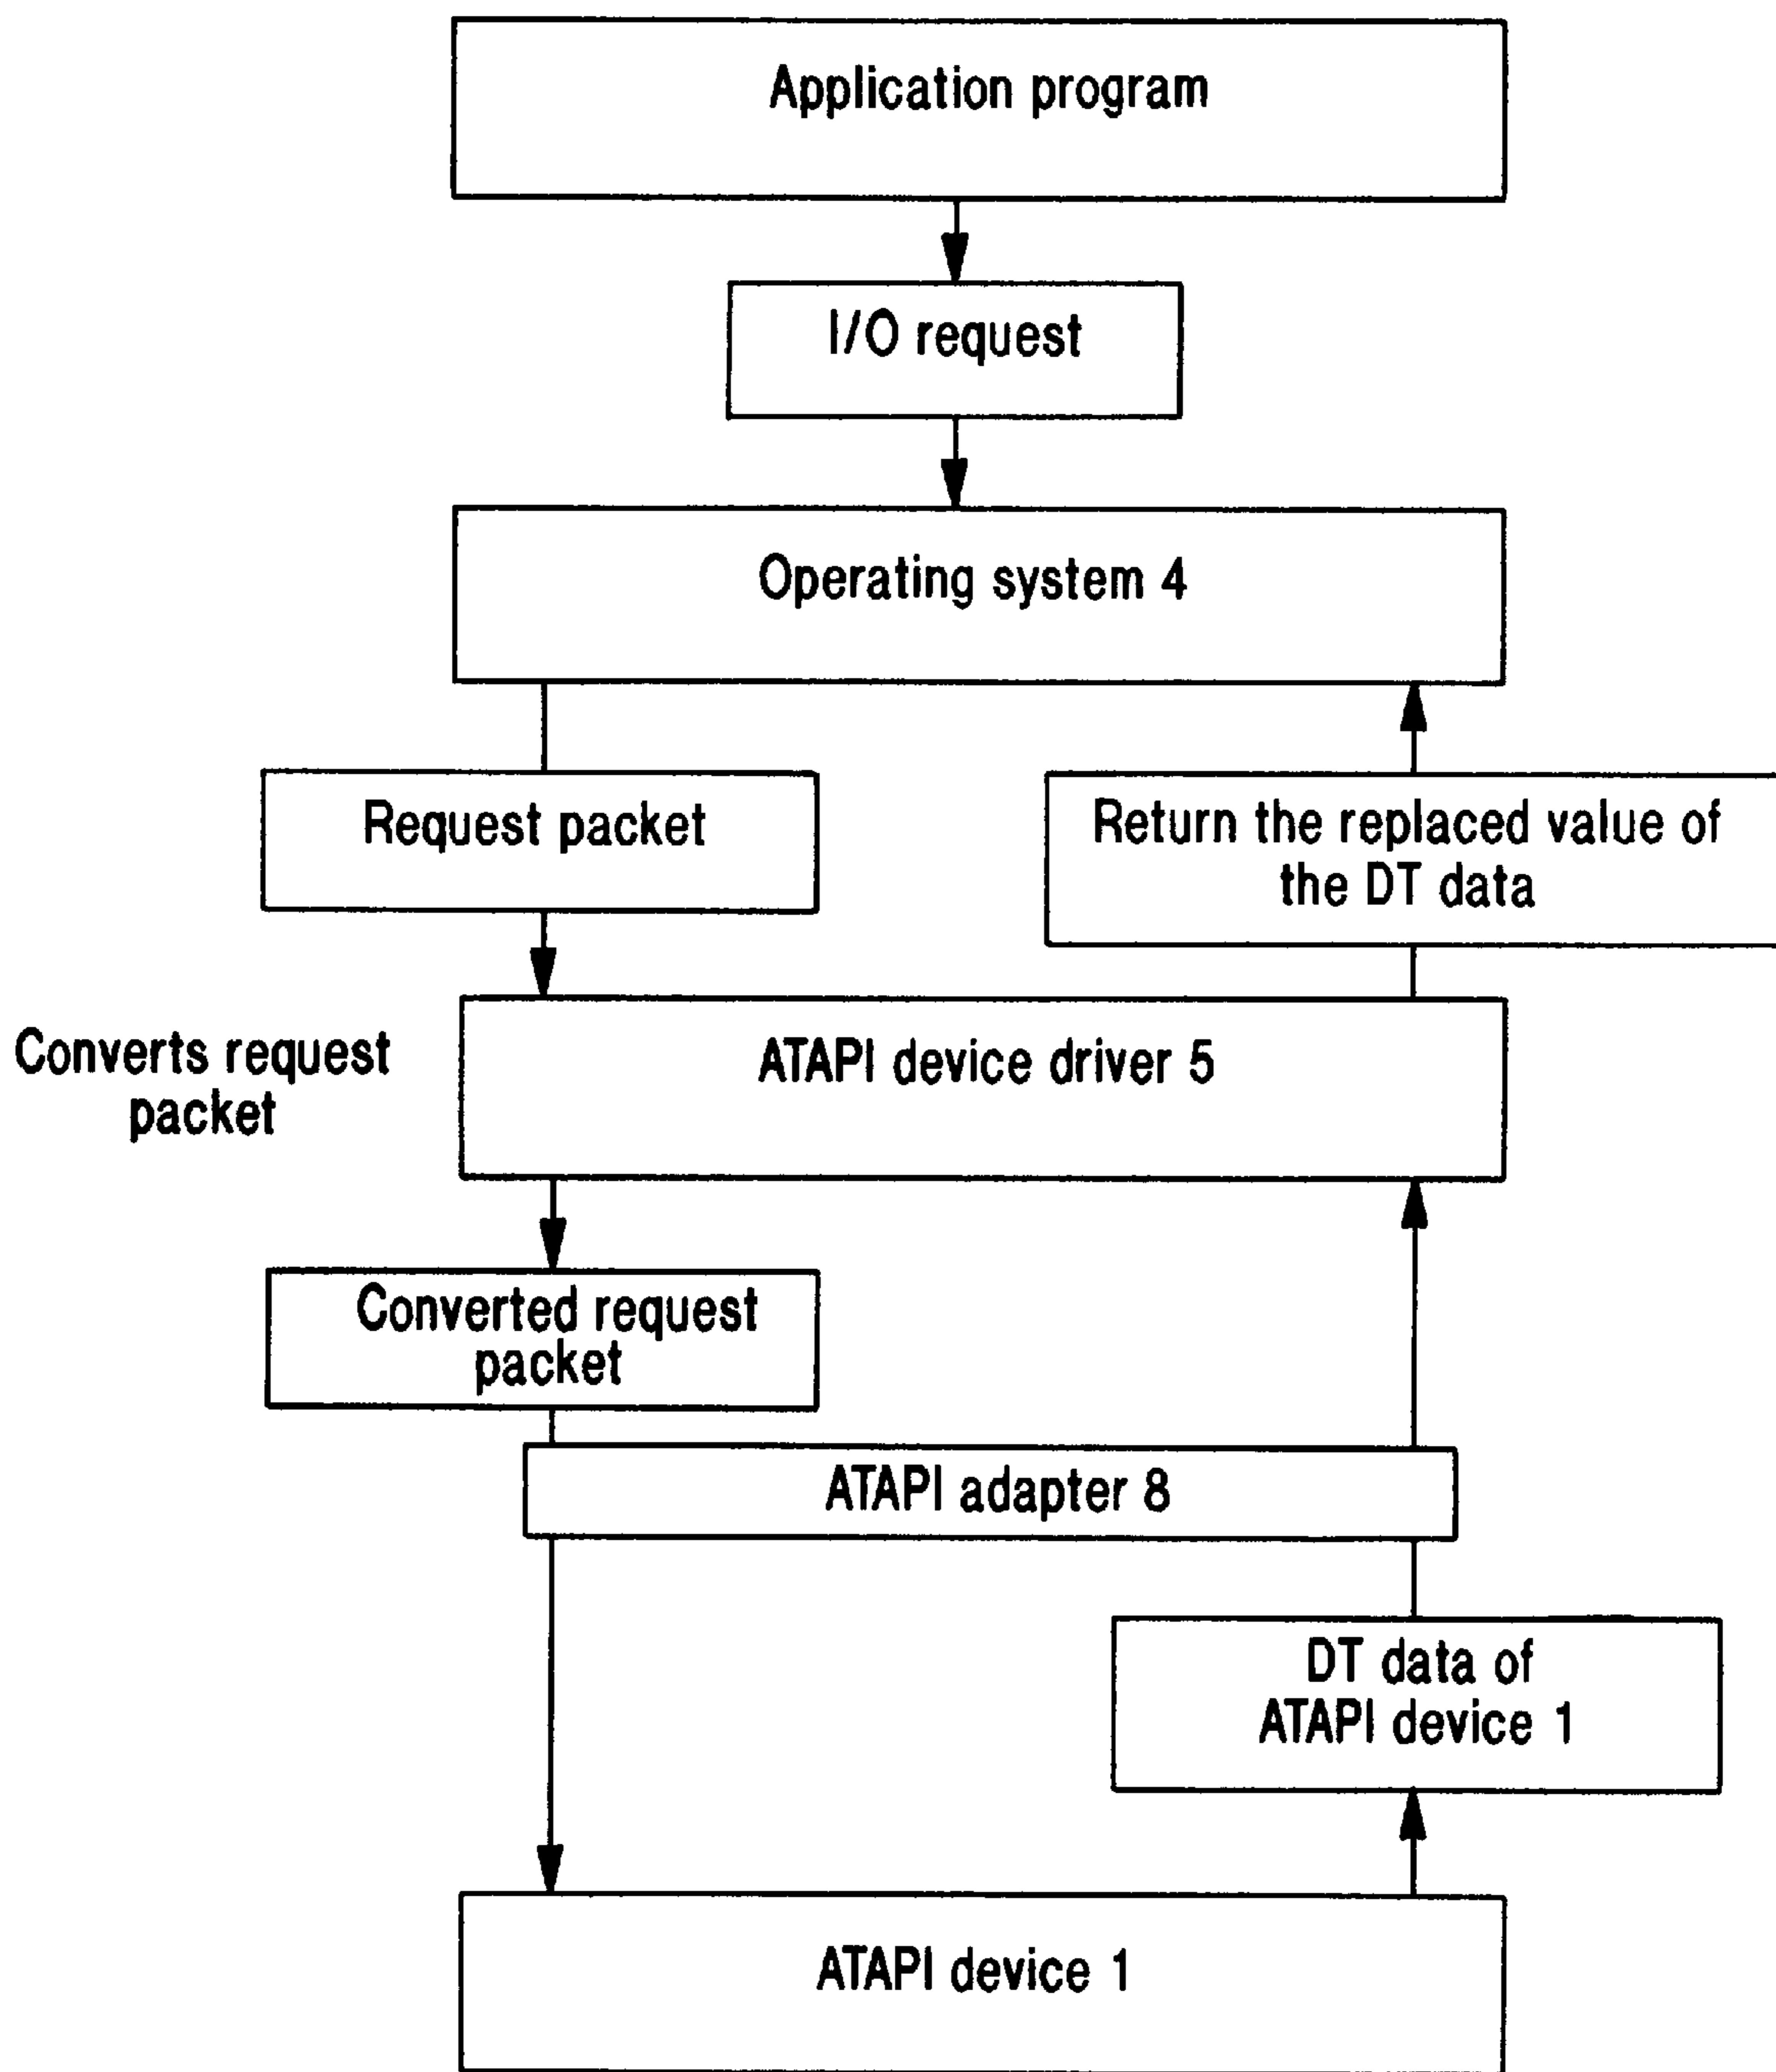 Application program
I/O request
Operating system 4
Request packet
Return the replaced value of
the DT data
Converts request
packet
ATAPI device driver 5
Converted request
packet
ATAPI adapter 8
DT data of
ATAPI device 1
ATAPI device 1